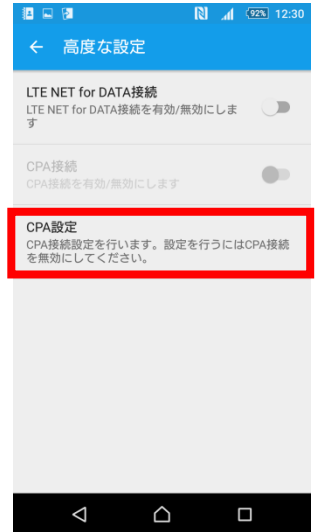 92% 12:30
高度な設定
LTE NET for DATA接続
LTE NET for DATA接続を有効/無効にしま
す
CPA接続
CPA接続を有効/無効にします
CPA設定
CPA接続設定を行います。設定を行うにはCPA接続
を無効にしてください。